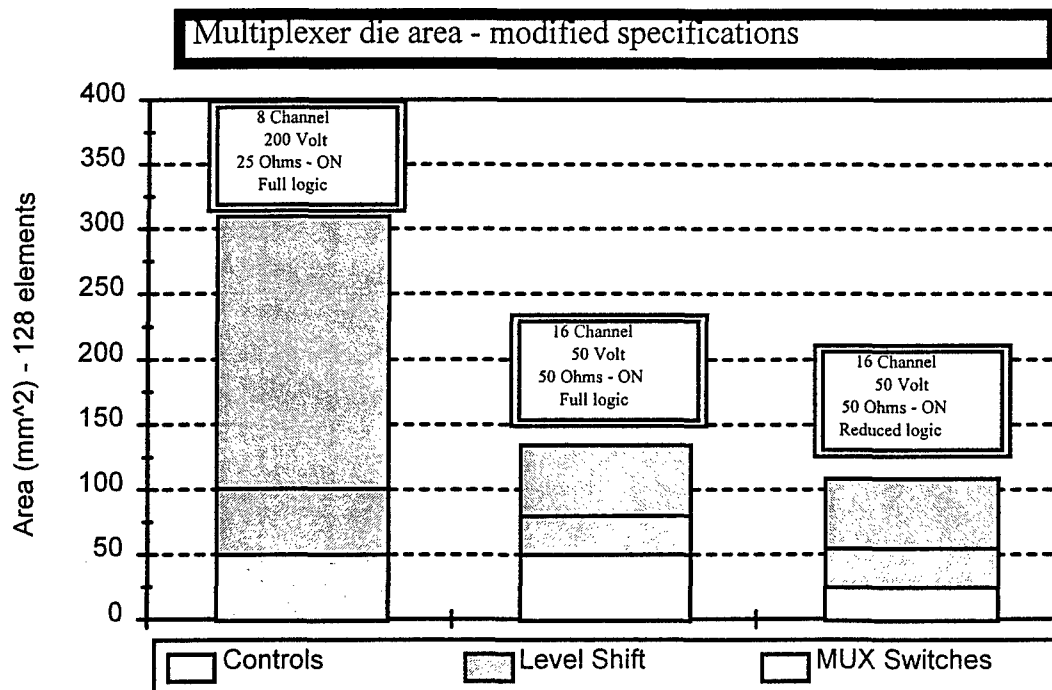 Multiplexer die area - modified specifications
Area (mm^2) - 128 elements
400
350
300
250
200
150
100
50
0
8 Channel
200 Volt
25 Ohms - ON
Full logic
16 Channel
50 Volt
50 Ohms - ON
Full logic
16 Channel
50 Volt
50 Ohms - ON
Reduced logic
Controls
Level Shift
MUX Switches